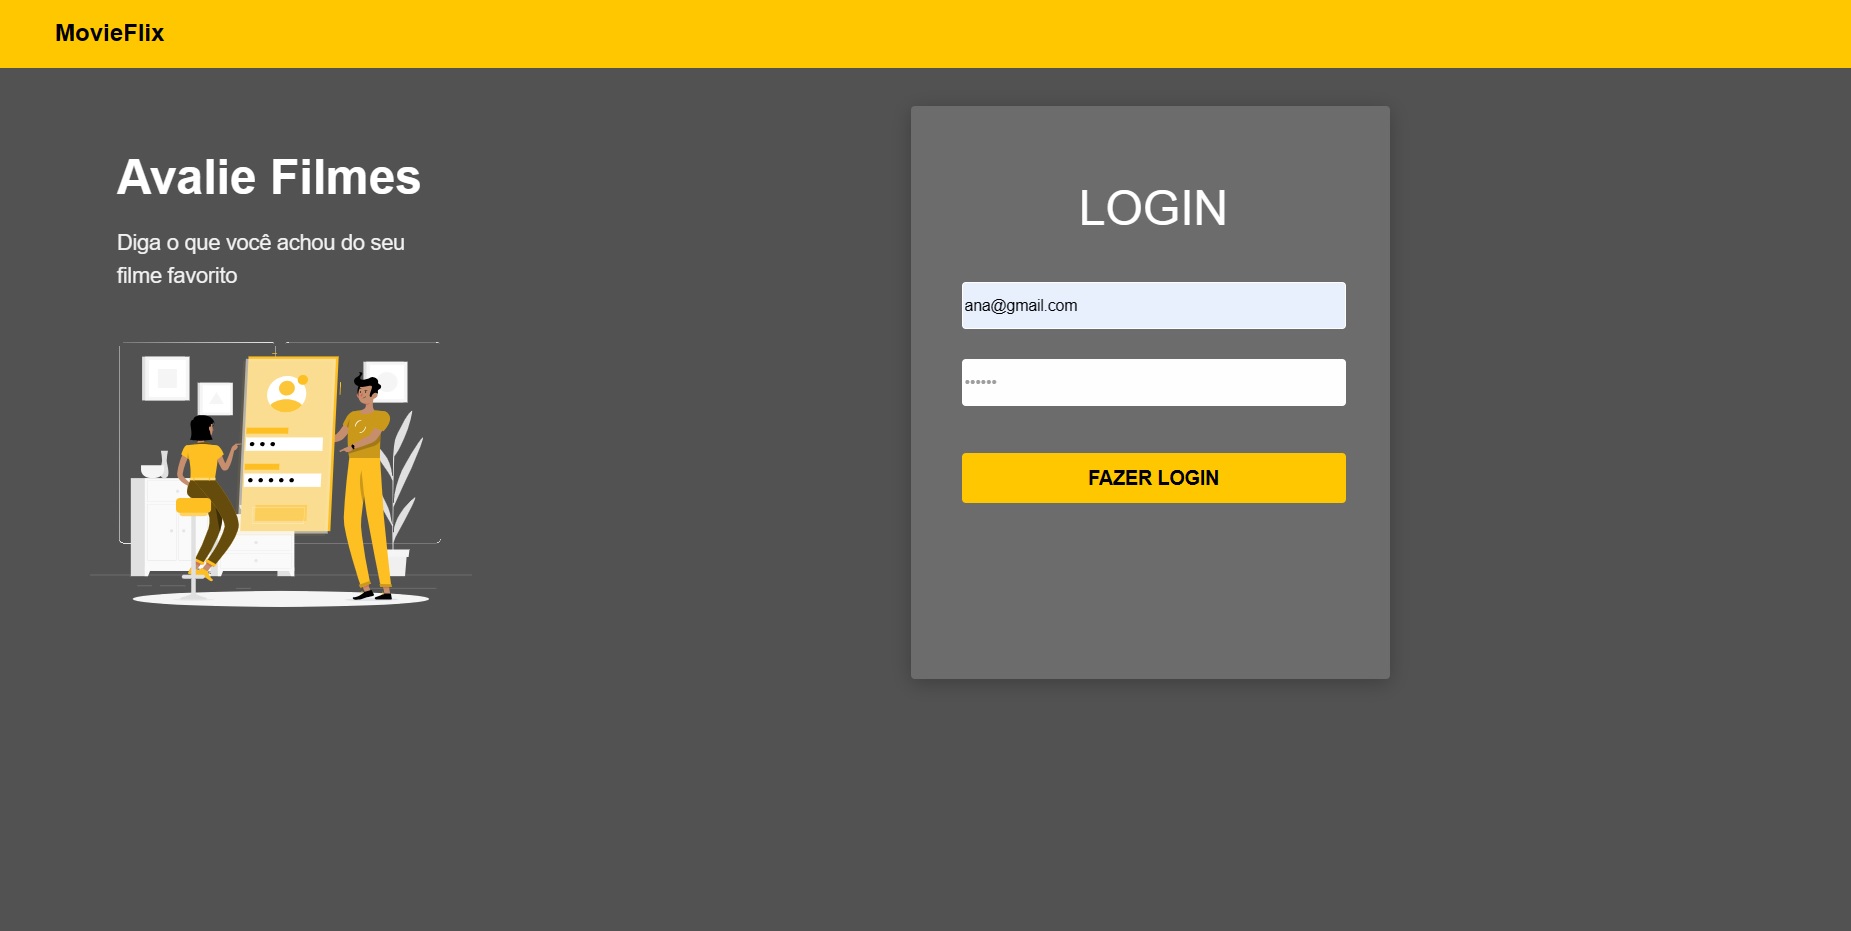 MovieFlix
Avalie Filmes
Diga o que você achou do seu
filme favorito
LOGIN
ana@gmail.com
••••••
FAZER LOGIN